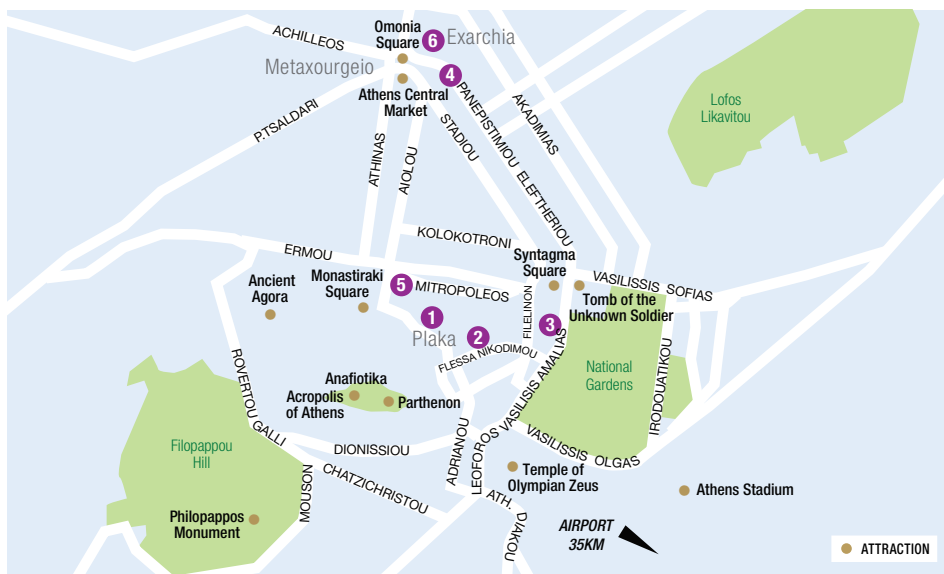 ACHILLEOS
Omonia
Square
6
Exarchia
Metaxourgeio
4
Athens Central
Market
P.TSALDARI
PANEPISTIMIOU ELEFTHERIOU
AKADIMIAS
STADIOU
Lofos
Likavitou
ATHINAS
AIOLOU
KOLOKOTRONI
ERMOU
Syntagma
Square
VASILISSIS SOFIAS
Ancient
Agora
Monastiraki
Square
5
MITROPOLEOS
FILELINON
Tomb of the
Unknown Soldier
1
Plaka
2
3
FLESSA NIKODIMOU
National
Gardens
IRODOUATIKOU
ROVERTOU GALLI
Anafiotika
Acropolis
of Athens
Parthenon
LEOFOROS VASILISIS AMALIAS
VASILISSIS OLGAS
ADRIANOU
DIONISSIOU
Filopappou
Hill
CHATZICHRISTOU
MOUSON
Temple of
Olympian Zeus
Athens Stadium
ATH.
DIAKOU
Philopappos
Monument
AIRPORT
35KM
ATTRACTION